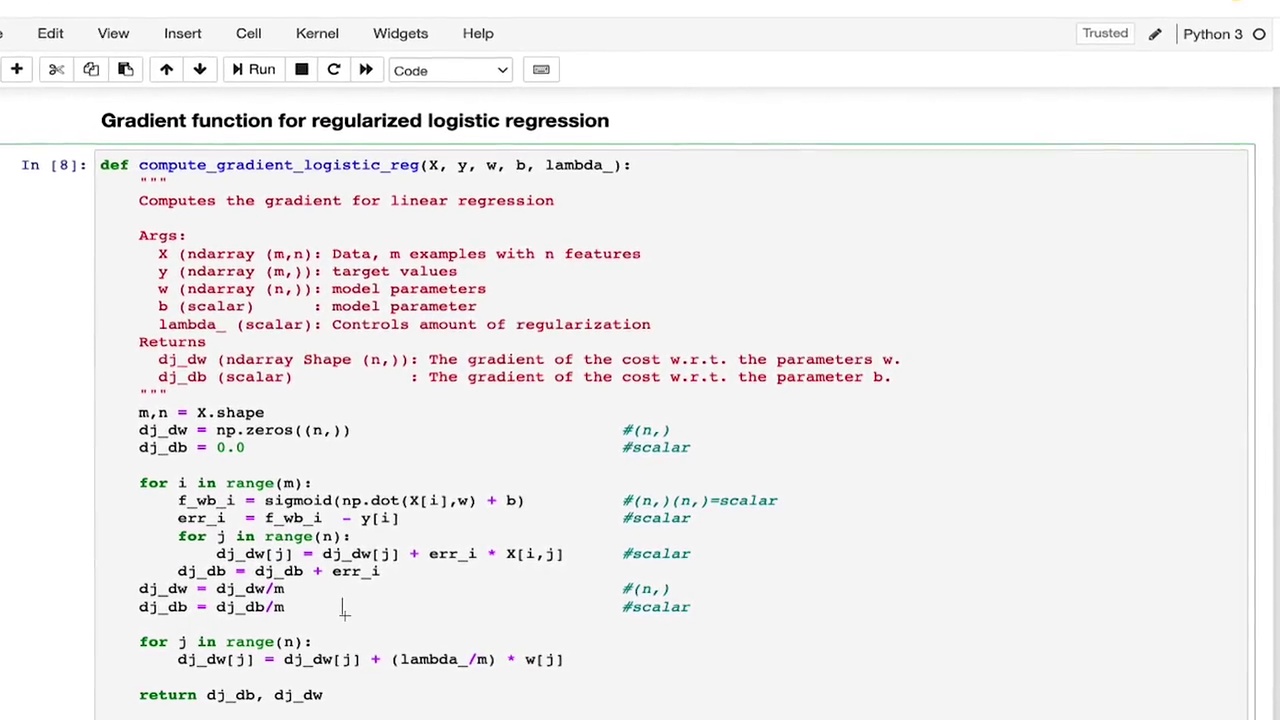 Edit View Insert Cell Kernel Widgets Help Trusted Python 3
Run Code
Gradient function for regularized logistic regression
In [8]: def compute_gradient_logistic_reg(X, y, w, b, lambda_):
"""
Computes the gradient for linear regression
Args:
X (ndarray (m,n): Data, m examples with n features
y (ndarray (m,)): target values
w (ndarray (n,)): model parameters
b (scalar) : model parameter
lambda_ (scalar): Controls amount of regularization
Returns
dj_dw (ndarray Shape (n,)): The gradient of the cost w.r.t. the parameters w.
dj_db (scalar) : The gradient of the cost w.r.t. the parameter b.
"""
m,n = X.shape
dj_dw = np.zeros((n,)) #(n,)
dj_db = 0.0 #scalar
for i in range(m):
f_wb_i = sigmoid(np.dot(X[i],w) + b) #(n,)(n,)=scalar
err_i = f_wb_i - y[i] #scalar
for j in range(n):
dj_dw[j] = dj_dw[j] + err_i * X[i,j] #scalar
dj_db = dj_db + err_i
dj_dw = dj_dw/m #(n,)
dj_db = dj_db/m #scalar
for j in range(n):
dj_dw[j] = dj_dw[j] + (lambda_/m) * w[j]
return dj_db, dj_dw